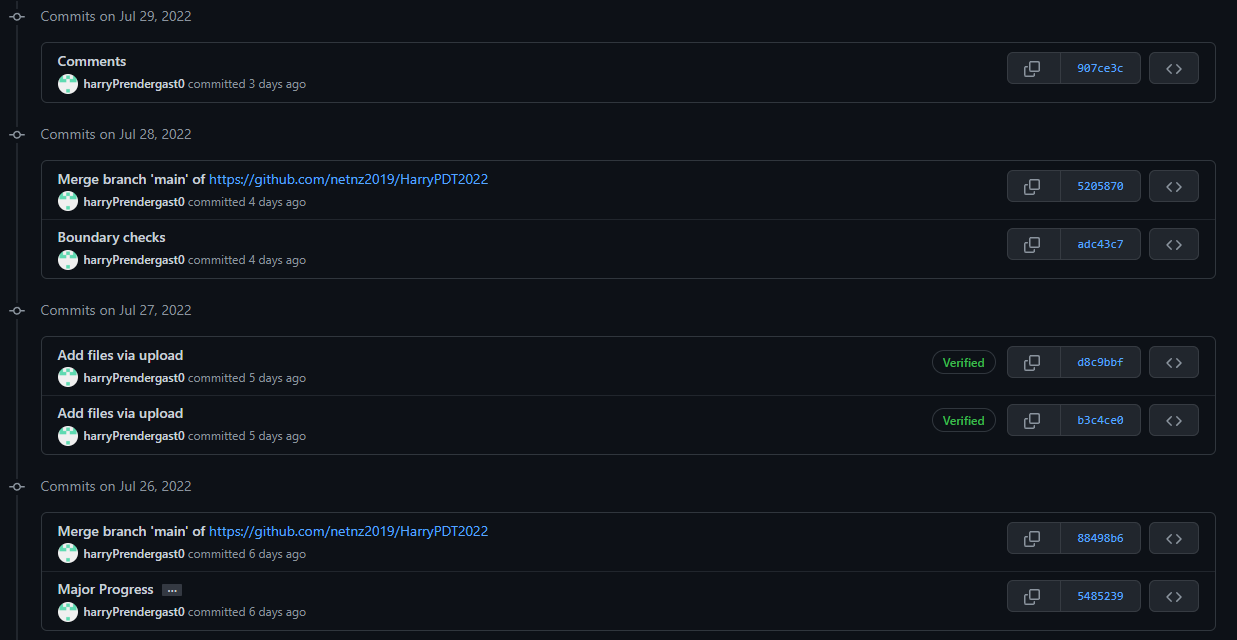 Commits on Jul 29, 2022
Comments
harryPrendergast0 committed 3 days ago
907ce3c
Commits on Jul 28, 2022
Merge branch 'main' of https://github.com/netnz2019/HarryPDT2022
harryPrendergast0 committed 4 days ago
5205870
Boundary checks
harryPrendergast0 committed 4 days ago
adc43c7
Commits on Jul 27, 2022
Add files via upload
harryPrendergast0 committed 5 days ago
Verified d8c9bbf
Add files via upload
harryPrendergast0 committed 5 days ago
Verified b3c4ce0
Commits on Jul 26, 2022
Merge branch 'main' of https://github.com/netnz2019/HarryPDT2022
harryPrendergast0 committed 6 days ago
88498b6
Major Progress ...
harryPrendergast0 committed 6 days ago
5485239